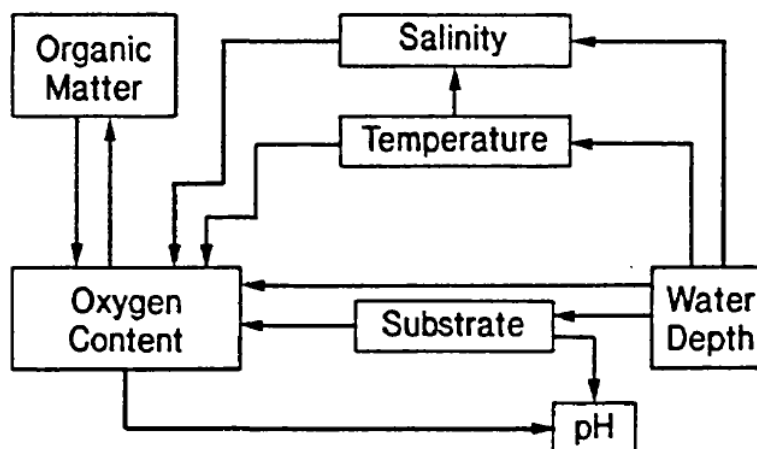 Organic
Matter
Salinity
Temperature
Oxygen
Content
Substrate
Water
Depth
pH